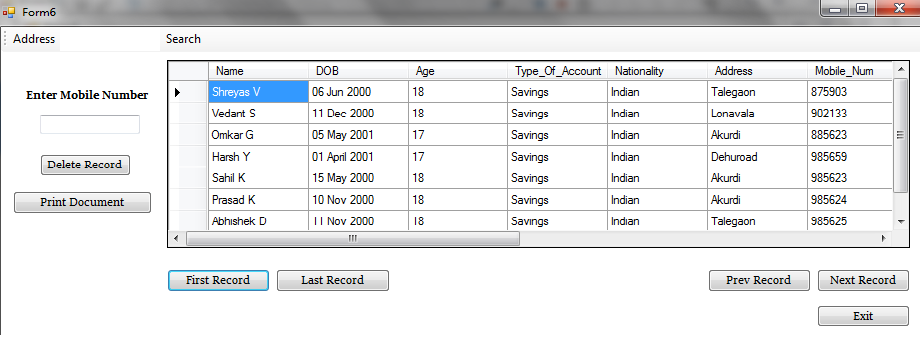 Form6
Address Search
Name DOB Age Type_Of_Account Nationality Address Mobile_Num
Shreyas V 06 Jun 2000 18 Savings Indian Talegaon 875903
Enter Mobile Number
Vedant S 11 Dec 2000 18 Savings Indian Lonavala 902133
Omkar G 05 May 2001 17 Savings Indian Akurdi 885623
Harsh Y 01 April 2001 17 Savings Indian Dehuroad 985659
Delete Record
Sahil K 15 May 2000 18 Savings Indian Akurdi 985623
Prasad K 10 Nov 2000 18 Savings Indian Akurdi 985624
Print Document
Abhishek D 11 Nov 2000 18 Savings Indian Talegaon 985625
First Record Last Record Prev Record Next Record
Exit